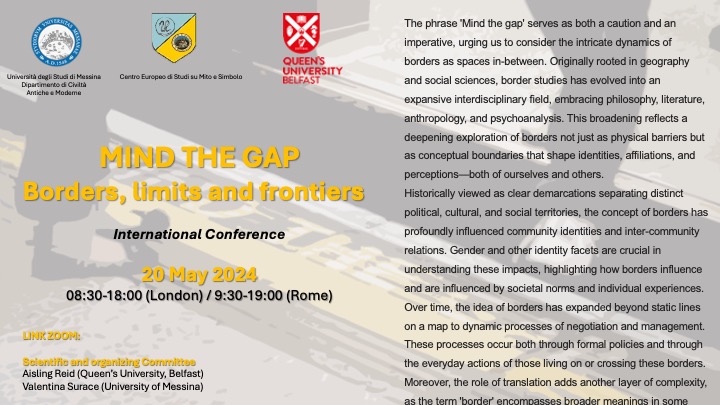 Università degli Studi di Messina
Dipartimento di Civiltà
Antiche e Moderne
Centro Europeo di Studi su Mito e Simbolo
QUEEN'S
UNIVERSITY
BELFAST
MIND THE GAP
Borders, limits and frontiers
International Conference
20 May 2024
08:30-18:00 (London) / 9:30-19:00 (Rome)
LINK ZOOM:
Scientific and organizing Committee
Aisling Reid (Queen's University, Belfast)
Valentina Surace (University of Messina)
The phrase 'Mind the gap' serves as both a caution and an
imperative, urging us to consider the intricate dynamics of
borders as spaces in-between. Originally rooted in geography
and social sciences, border studies has evolved into an
expansive interdisciplinary field, embracing philosophy, literature,
anthropology, and psychoanalysis. This broadening reflects a
deepening exploration of borders not just as physical barriers but
as conceptual boundaries that shape identities, affiliations, and
perceptions—both of ourselves and others.
Historically viewed as clear demarcations separating distinct
political, cultural, and social territories, the concept of borders has
profoundly influenced community identities and inter-community
relations. Gender and other identity facets are crucial in
understanding these impacts, highlighting how borders influence
and are influenced by societal norms and individual experiences.
Over time, the idea of borders has expanded beyond static lines
on a map to dynamic processes of negotiation and management.
These processes occur both through formal policies and through
the everyday actions of those living on or crossing these borders.
Moreover, the role of translation adds another layer of complexity,
as the term 'border' encompasses broader meanings in some